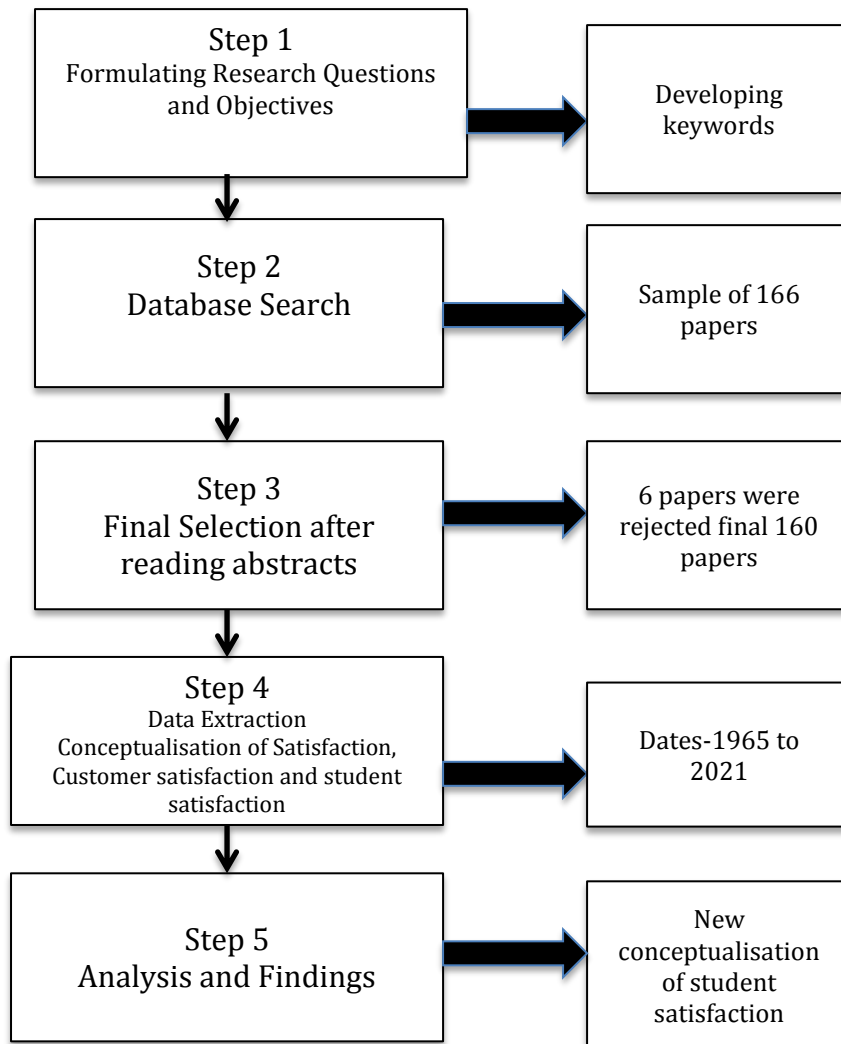 Step 1
Formulating Research Questions
and Objectives
Developing
keywords
Step 2
Database Search
Sample of 166
papers
Step 3
Final Selection after
reading abstracts
6 papers were
rejected final 160
papers
Step 4
Data Extraction
Conceptualisation of Satisfaction,
Customer satisfaction and student
satisfaction
Dates-1965 to
2021
Step 5
Analysis and Findings
New
conceptualisation
of student
satisfaction